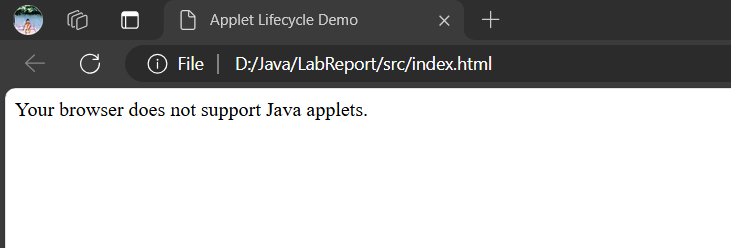 Applet Lifecycle Demo
File | D:/Java/LabReport/src/index.html
Your browser does not support Java applets.